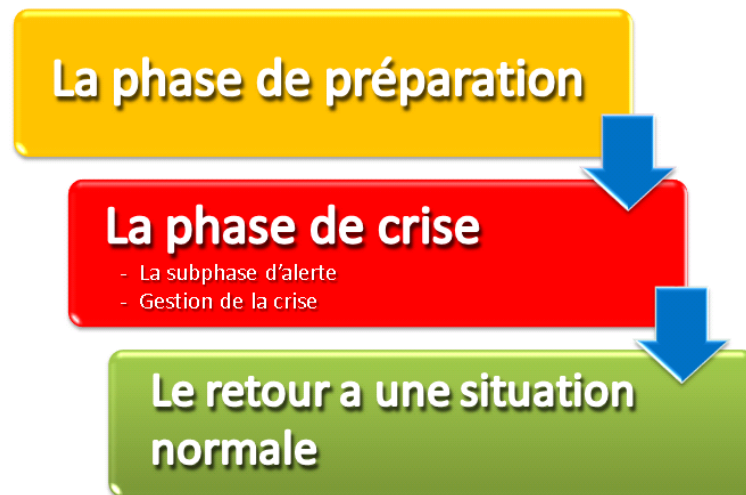 La phase de préparation
La phase de crise
- La subphase d’alerte
- Gestion de la crise
Le retour a une situation
normale